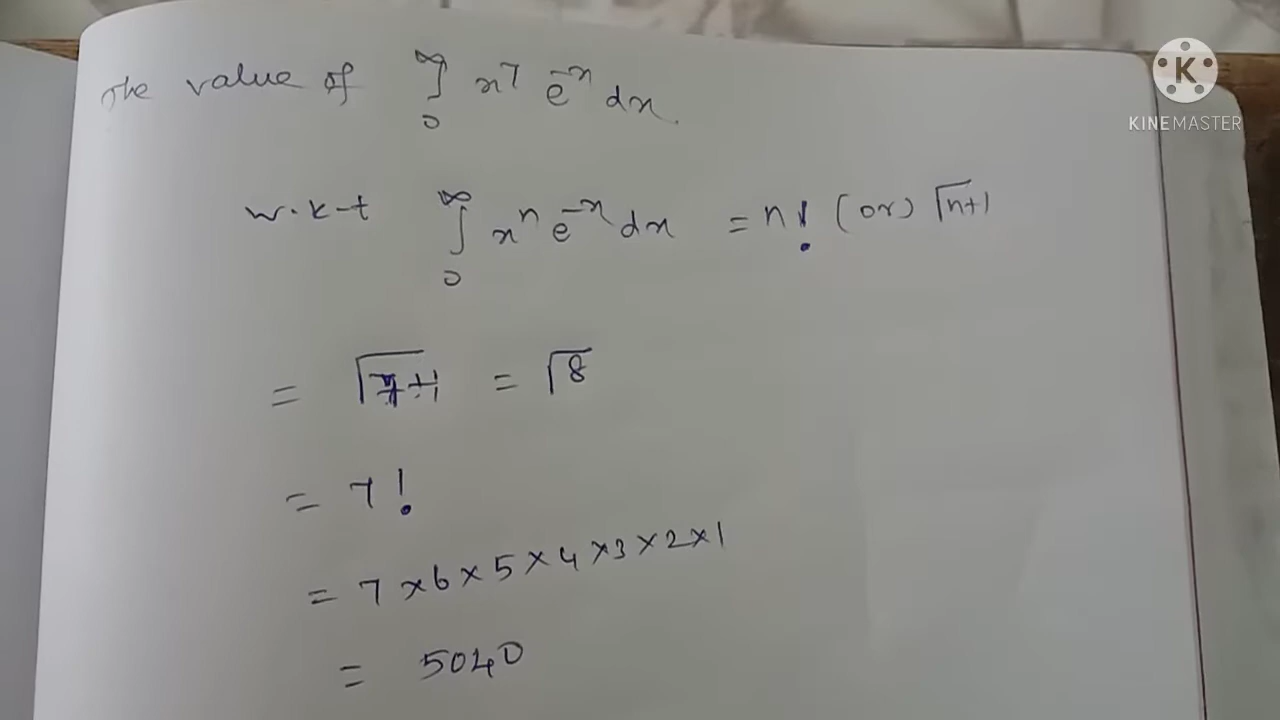 The value of ∫₀^∞ x⁷ e⁻ˣ dx.
K
KINEMASTER
w.k.t ∫₀^∞ xⁿ e⁻ˣ dx = n! (or) Γn+1
= Γ7+1 = Γ8
= 7!
= 7×6×5×4×3×2×1
= 5040